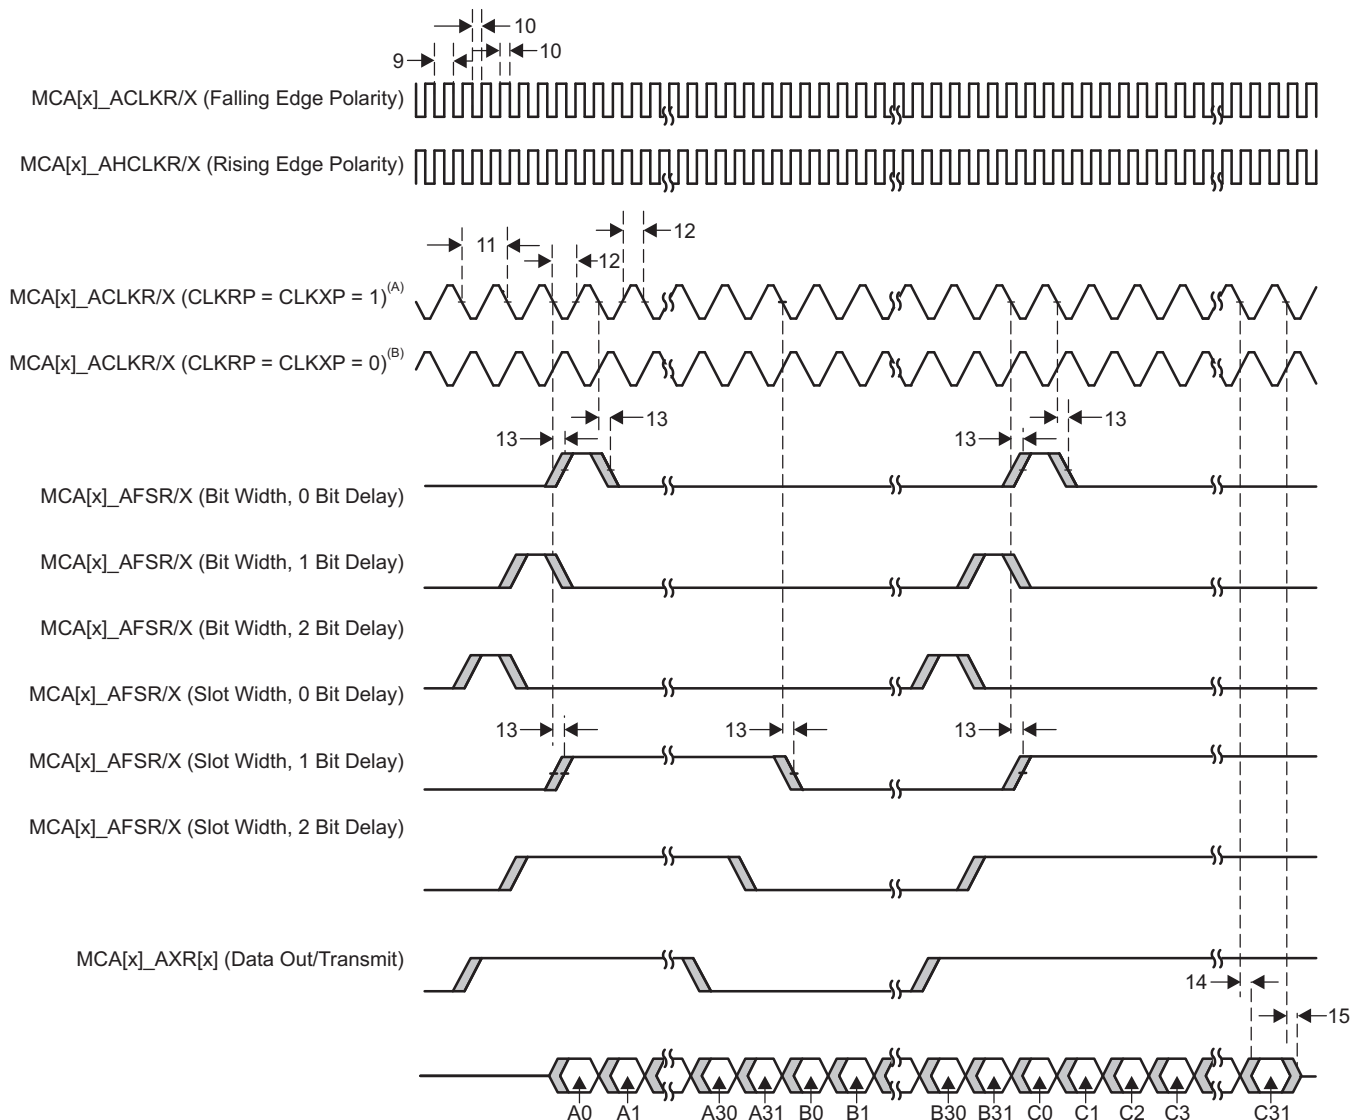 10
10
9
MCA[x]_ACLKR/X (Falling Edge Polarity)
MCA[x]_AHCLKR/X (Rising Edge Polarity)
12
11
12
MCA[x]_ACLKR/X (CLKRP = CLKXP = 1)(A)
MCA[x]_ACLKR/X (CLKRP = CLKXP = 0)(B)
13 13
13 13
MCA[x]_AFSR/X (Bit Width, 0 Bit Delay)
MCA[x]_AFSR/X (Bit Width, 1 Bit Delay)
MCA[x]_AFSR/X (Bit Width, 2 Bit Delay)
MCA[x]_AFSR/X (Slot Width, 0 Bit Delay)
13 13 13
MCA[x]_AFSR/X (Slot Width, 1 Bit Delay)
MCA[x]_AFSR/X (Slot Width, 2 Bit Delay)
MCA[x]_AXR[x] (Data Out/Transmit)
14
15
A0 A1 A30 A31 B0 B1 B30 B31 C0 C1 C2 C3 C31